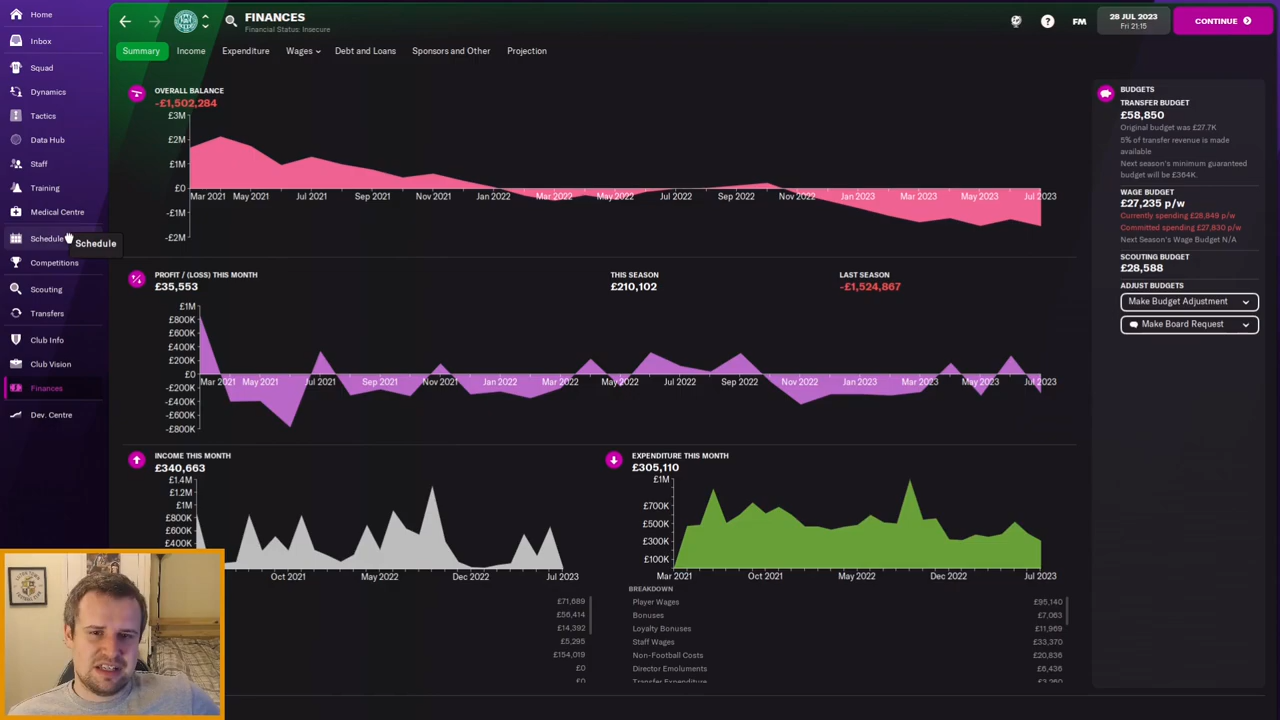 Home
Inbox
Squad
Dynamics
Tactics
Data Hub
Staff
Training
Medical Centre
Schedule
Schedule
Competitions
Scouting
Transfers
Club Info
Club Vision
Finances
Dev. Centre
FINANCES
Financial Status: Insecure
?
FM
28 JUL 2023
Fri 21:15
CONTINUE
Summary
Income
Expenditure
Wages
Debt and Loans
Sponsors and Other
Projection
OVERALL BALANCE
-£1,502,284
£3M
£2M
£1M
£0
-£1M
-£2M
Mar 2021 May 2021 Jul 2021 Sep 2021 Nov 2021 Jan 2022 Mar 2022 May 2022 Jul 2022 Sep 2022 Nov 2022 Jan 2023 Mar 2023 May 2023 Jul 2023
PROFIT / (LOSS) THIS MONTH
£35,553
THIS SEASON
£210,102
LAST SEASON
-£1,524,867
£1M
£800K
£600K
£400K
£200K
£0
-£200K
-£400K
-£600K
-£800K
Mar 2021 May 2021 Jul 2021 Sep 2021 Nov 2021 Jan 2022 Mar 2022 May 2022 Jul 2022 Sep 2022 Nov 2022 Jan 2023 Mar 2023 May 2023 Jul 2023
INCOME THIS MONTH
£340,663
£1.4M
£1.2M
£1M
£800K
£600K
£400K
Oct 2021 May 2022 Dec 2022 Jul 2023
£71,689
£56,414
£14,392
£5,295
£154,019
£0
£0
EXPENDITURE THIS MONTH
£305,110
£1M
£700K
£500K
£300K
£100K
Mar 2021 Oct 2021 May 2022 Dec 2022 Jul 2023
BREAKDOWN
Player Wages £95,140
Bonuses £7,063
Loyalty Bonuses £11,969
Staff Wages £33,370
Non-Football Costs £20,836
Director Emoluments £6,436
Transfer Expenditure £3,260
BUDGETS
TRANSFER BUDGET
£58,850
Original budget was £27.7K
5% of transfer revenue is made
available
Next season's minimum guaranteed
budget will be £364K.
WAGE BUDGET
£27,235 p/w
Currently spending £28,849 p/w
Committed spending £27,830 p/w
Next Season's Wage Budget N/A
SCOUTING BUDGET
£28,588
ADJUST BUDGETS
Make Budget Adjustment
Make Board Request